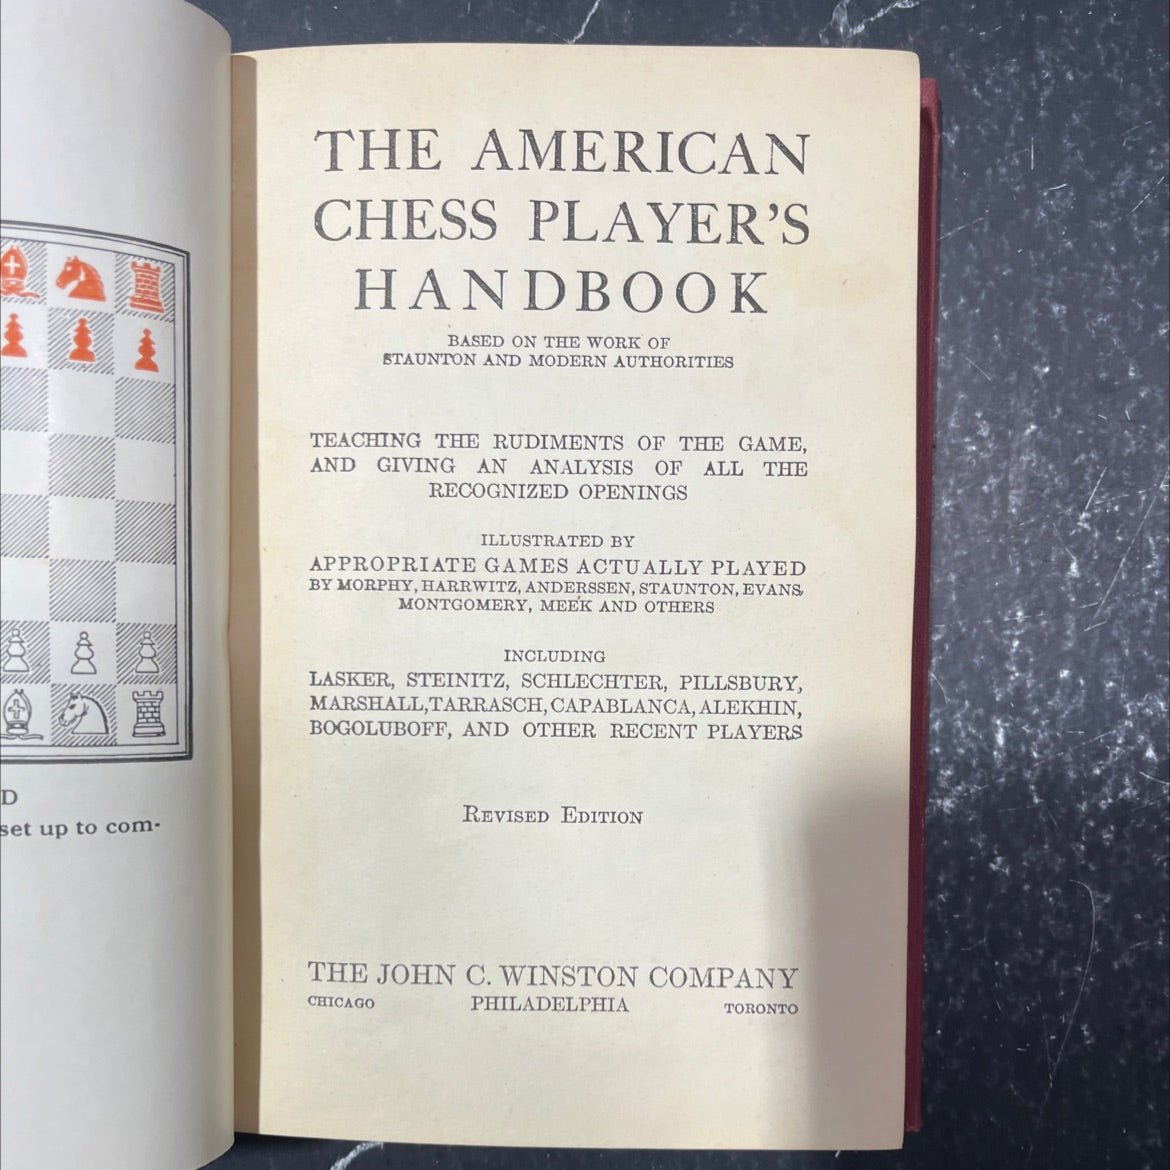 D
set up to com-
THE AMERICAN
CHESS PLAYER'S
HANDBOOK
BASED ON THE WORK OF
STAUNTON AND MODERN AUTHORITIES
TEACHING THE RUDIMENTS OF THE GAME,
AND GIVING AN ANALYSIS OF ALL THE
RECOGNIZED OPENINGS
ILLUSTRATED BY
APPROPRIATE GAMES ACTUALLY PLAYED
BY MORPHY, HARRWITZ, ANDERSSEN, STAUNTON, EVANS,
MONTGOMERY, MEEK AND OTHERS
INCLUDING
LASKER, STEINITZ, SCHLECHTER, PILLSBURY,
MARSHALL, TARRASCH, CAPABLANCA, ALEKHIN,
BOGOLUBOFF, AND OTHER RECENT PLAYERS
REVISED EDITION
THE JOHN C. WINSTON COMPANY
CHICAGO PHILADELPHIA TORONTO